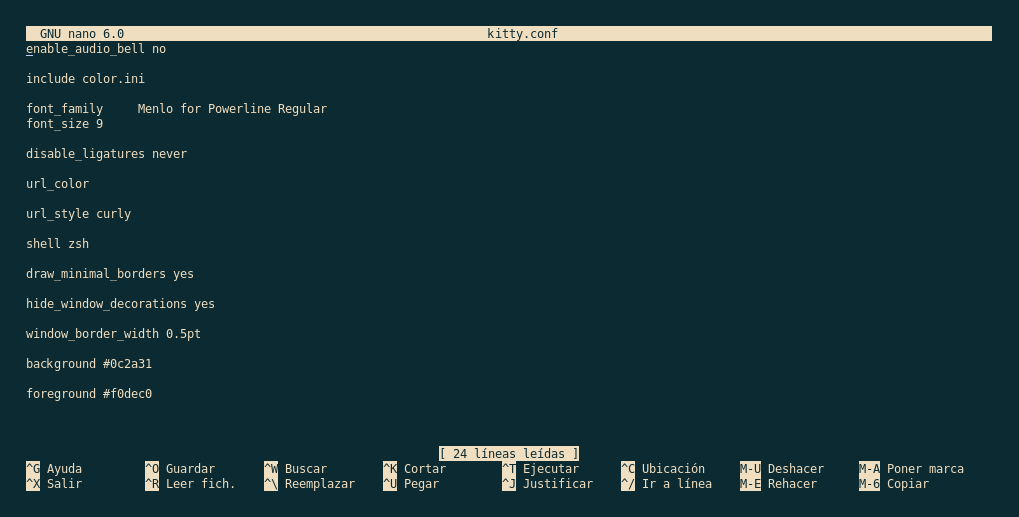 GNU nano 6.0 kitty.conf
enable_audio_bell no
include color.ini
font_family     Menlo for Powerline Regular
font_size 9
disable_ligatures never
url_color
url_style curly
shell zsh
draw_minimal_borders yes
hide_window_decorations yes
window_border_width 0.5pt
background #0c2a31
foreground #f0dec0
[ 24 líneas leídas ]
^G Ayuda ^O Guardar ^W Buscar ^K Cortar ^T Ejecutar ^C Ubicación M-U Deshacer M-A Poner marca
^X Salir ^R Leer fich. ^\ Reemplazar ^U Pegar ^J Justificar ^/ Ir a línea M-E Rehacer M-6 Copiar